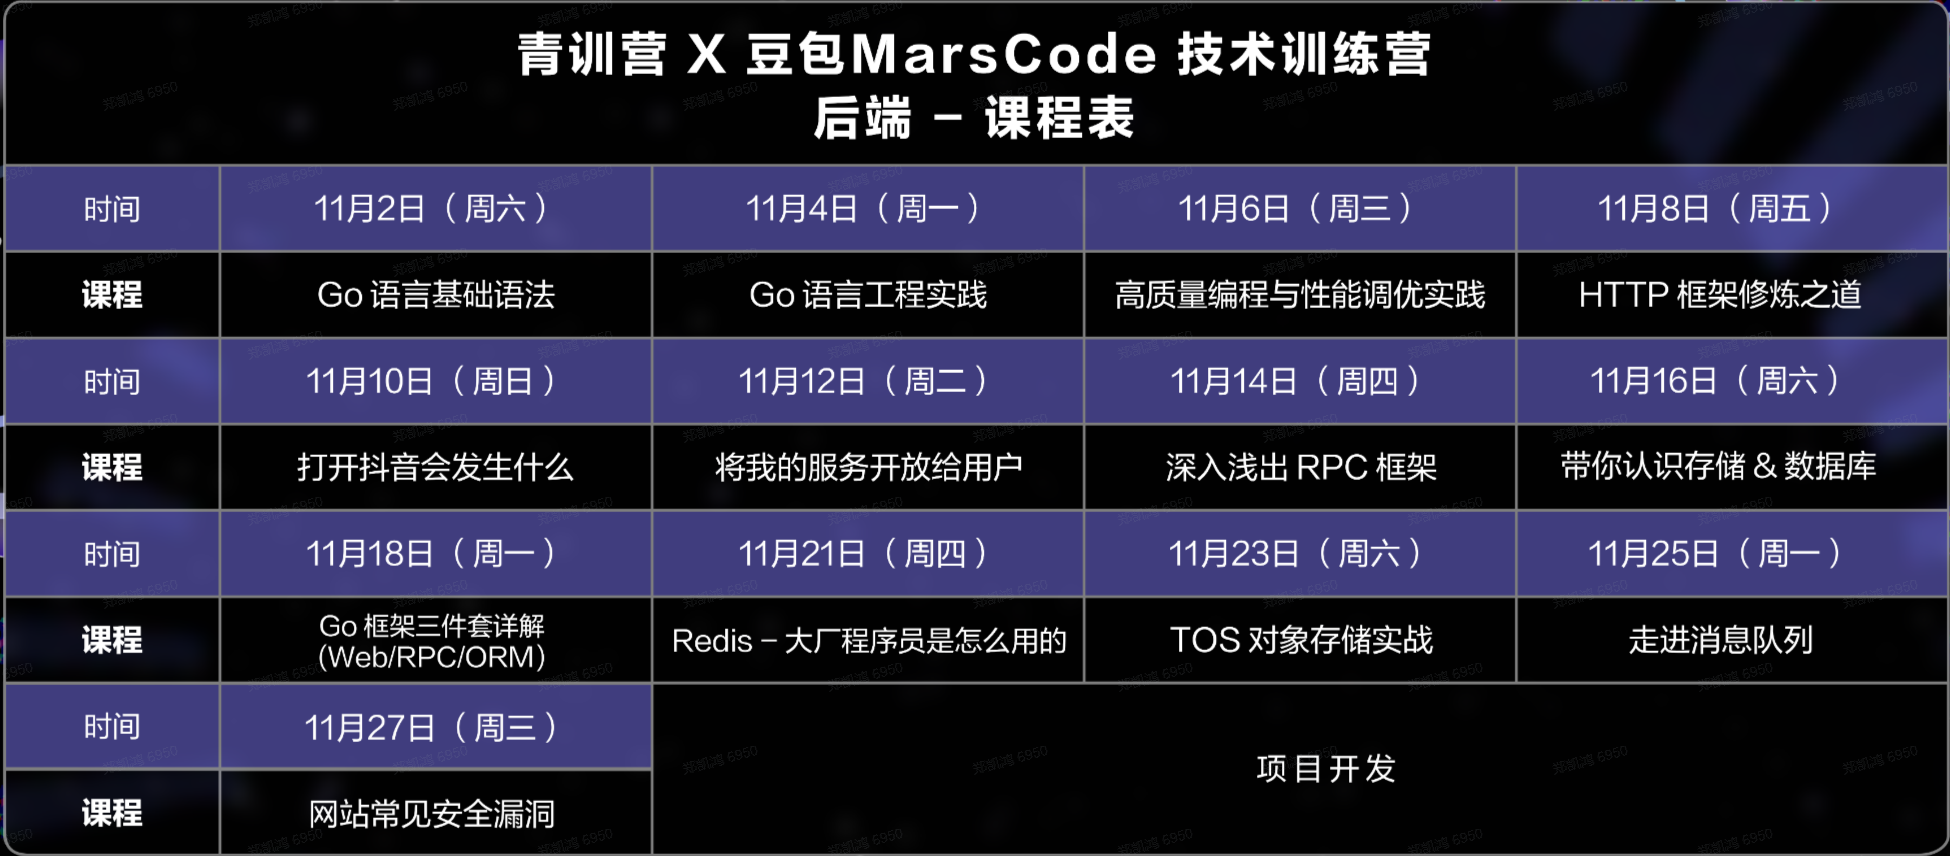 青训营 X 豆包MarsCode 技术训练营
后端 – 课程表
时间 11月2日（周六） 11月4日（周一） 11月6日（周三） 11月8日（周五）
课程 Go 语言基础语法 Go 语言工程实践 高质量编程与性能调优实践 HTTP 框架修炼之道
时间 11月10日（周日） 11月12日（周二） 11月14日（周四） 11月16日（周六）
课程 打开抖音会发生什么 将我的服务开放给用户 深入浅出 RPC 框架 带你认识存储 & 数据库
时间 11月18日（周一） 11月21日（周四） 11月23日（周六） 11月25日（周一）
课程 Go 框架三件套详解
(Web/RPC/ORM) Redis – 大厂程序员是怎么用的 TOS 对象存储实战 走进消息队列
时间 11月27日（周三）
项目开发
课程 网站常见安全漏洞
郑凯鸿 6950